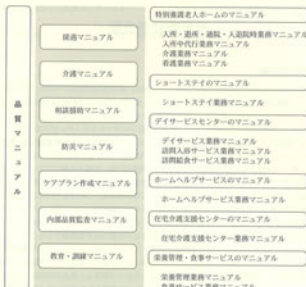 品質マニュアル
接遇マニュアル
介護マニュアル
相談援助マニュアル
防災マニュアル
ケアプラン作成マニュアル
内部品質監査マニュアル
教育・訓練マニュアル
特別養護老人ホームのマニュアル
入所・退所・通院・入退院時業務マニュアル
入所中代行業務マニュアル
介護業務マニュアル
看護業務マニュアル
ショートステイのマニュアル
ショートステイ業務マニュアル
デイサービスセンターのマニュアル
デイサービス業務マニュアル
訪問入浴サービス業務マニュアル
訪問給食サービス業務マニュアル
ホームヘルプサービスのマニュアル
ホームヘルプサービス業務マニュアル
在宅介護支援センターのマニュアル
在宅介護支援センター業務マニュアル
栄養管理・食事サービスのマニュアル
栄養管理業務マニュアル
食事サービス業務マニュアル